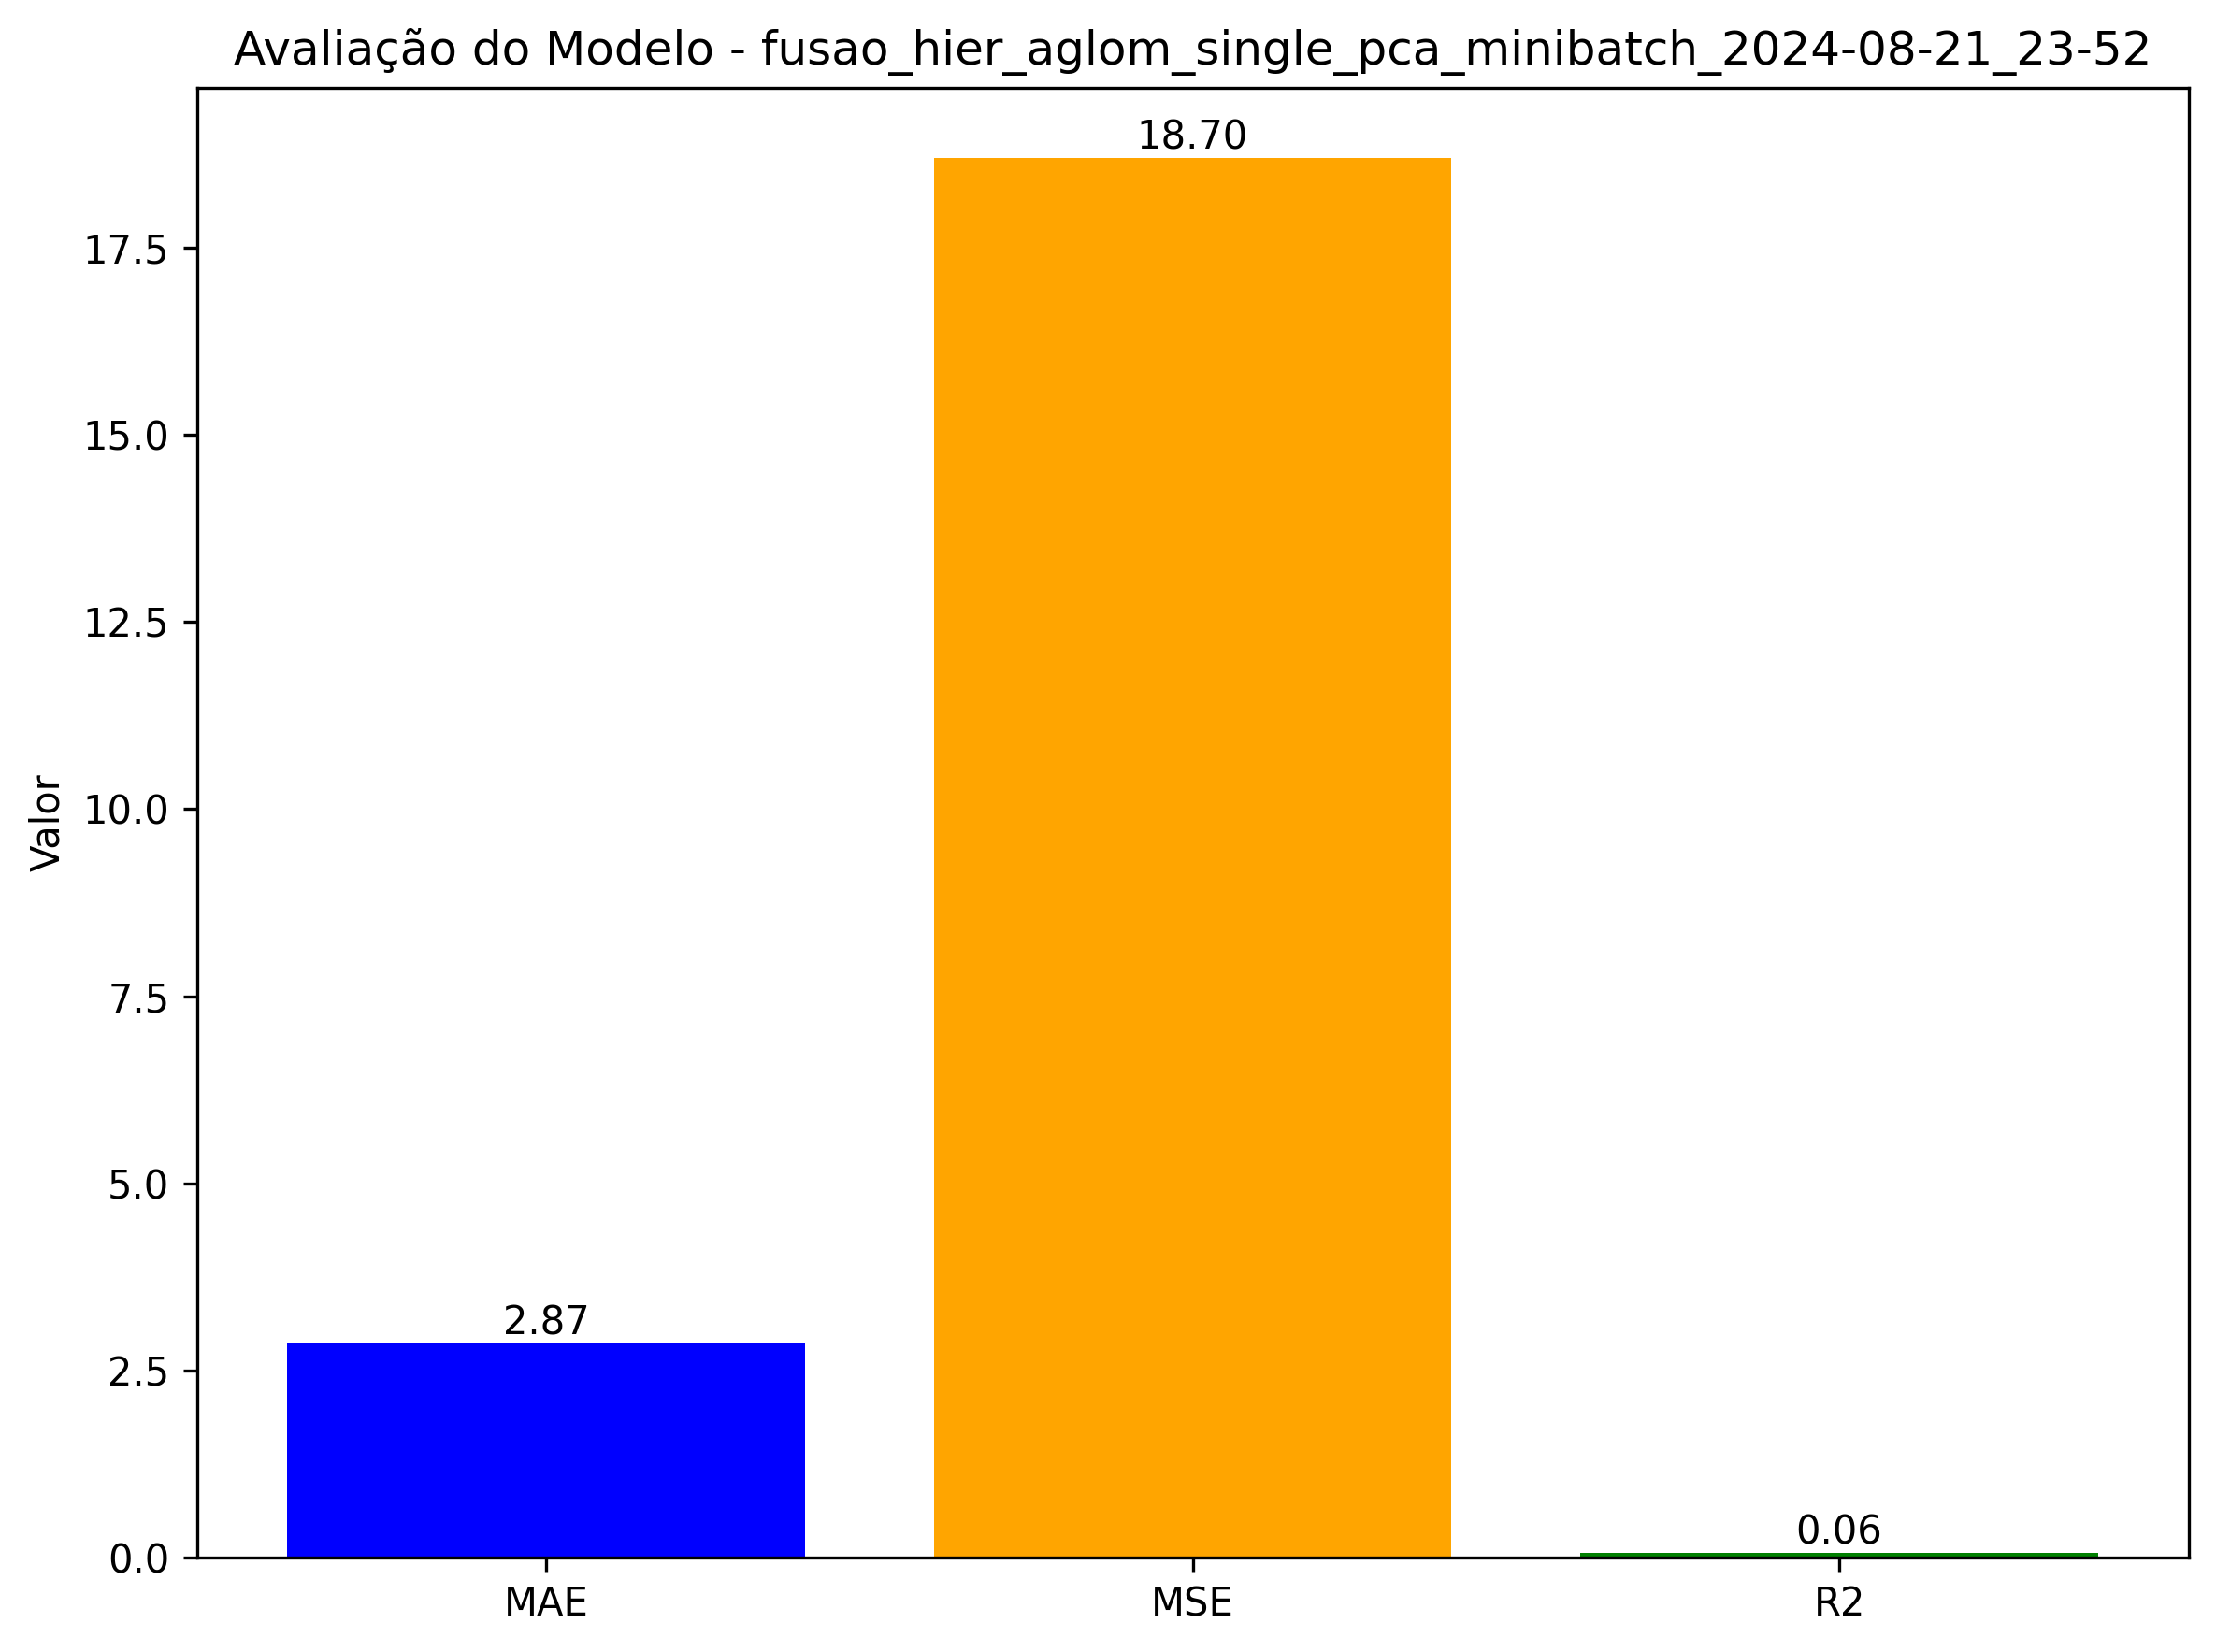 Avaliação do Modelo - fusao_hier_aglom_single_pca_minibatch_2024-08-21_23-52
18.70
17.5
15.0
12.5
10.0
7.5
5.0
2.5
0.0
Valor
2.87
0.06
MAE
MSE
R2